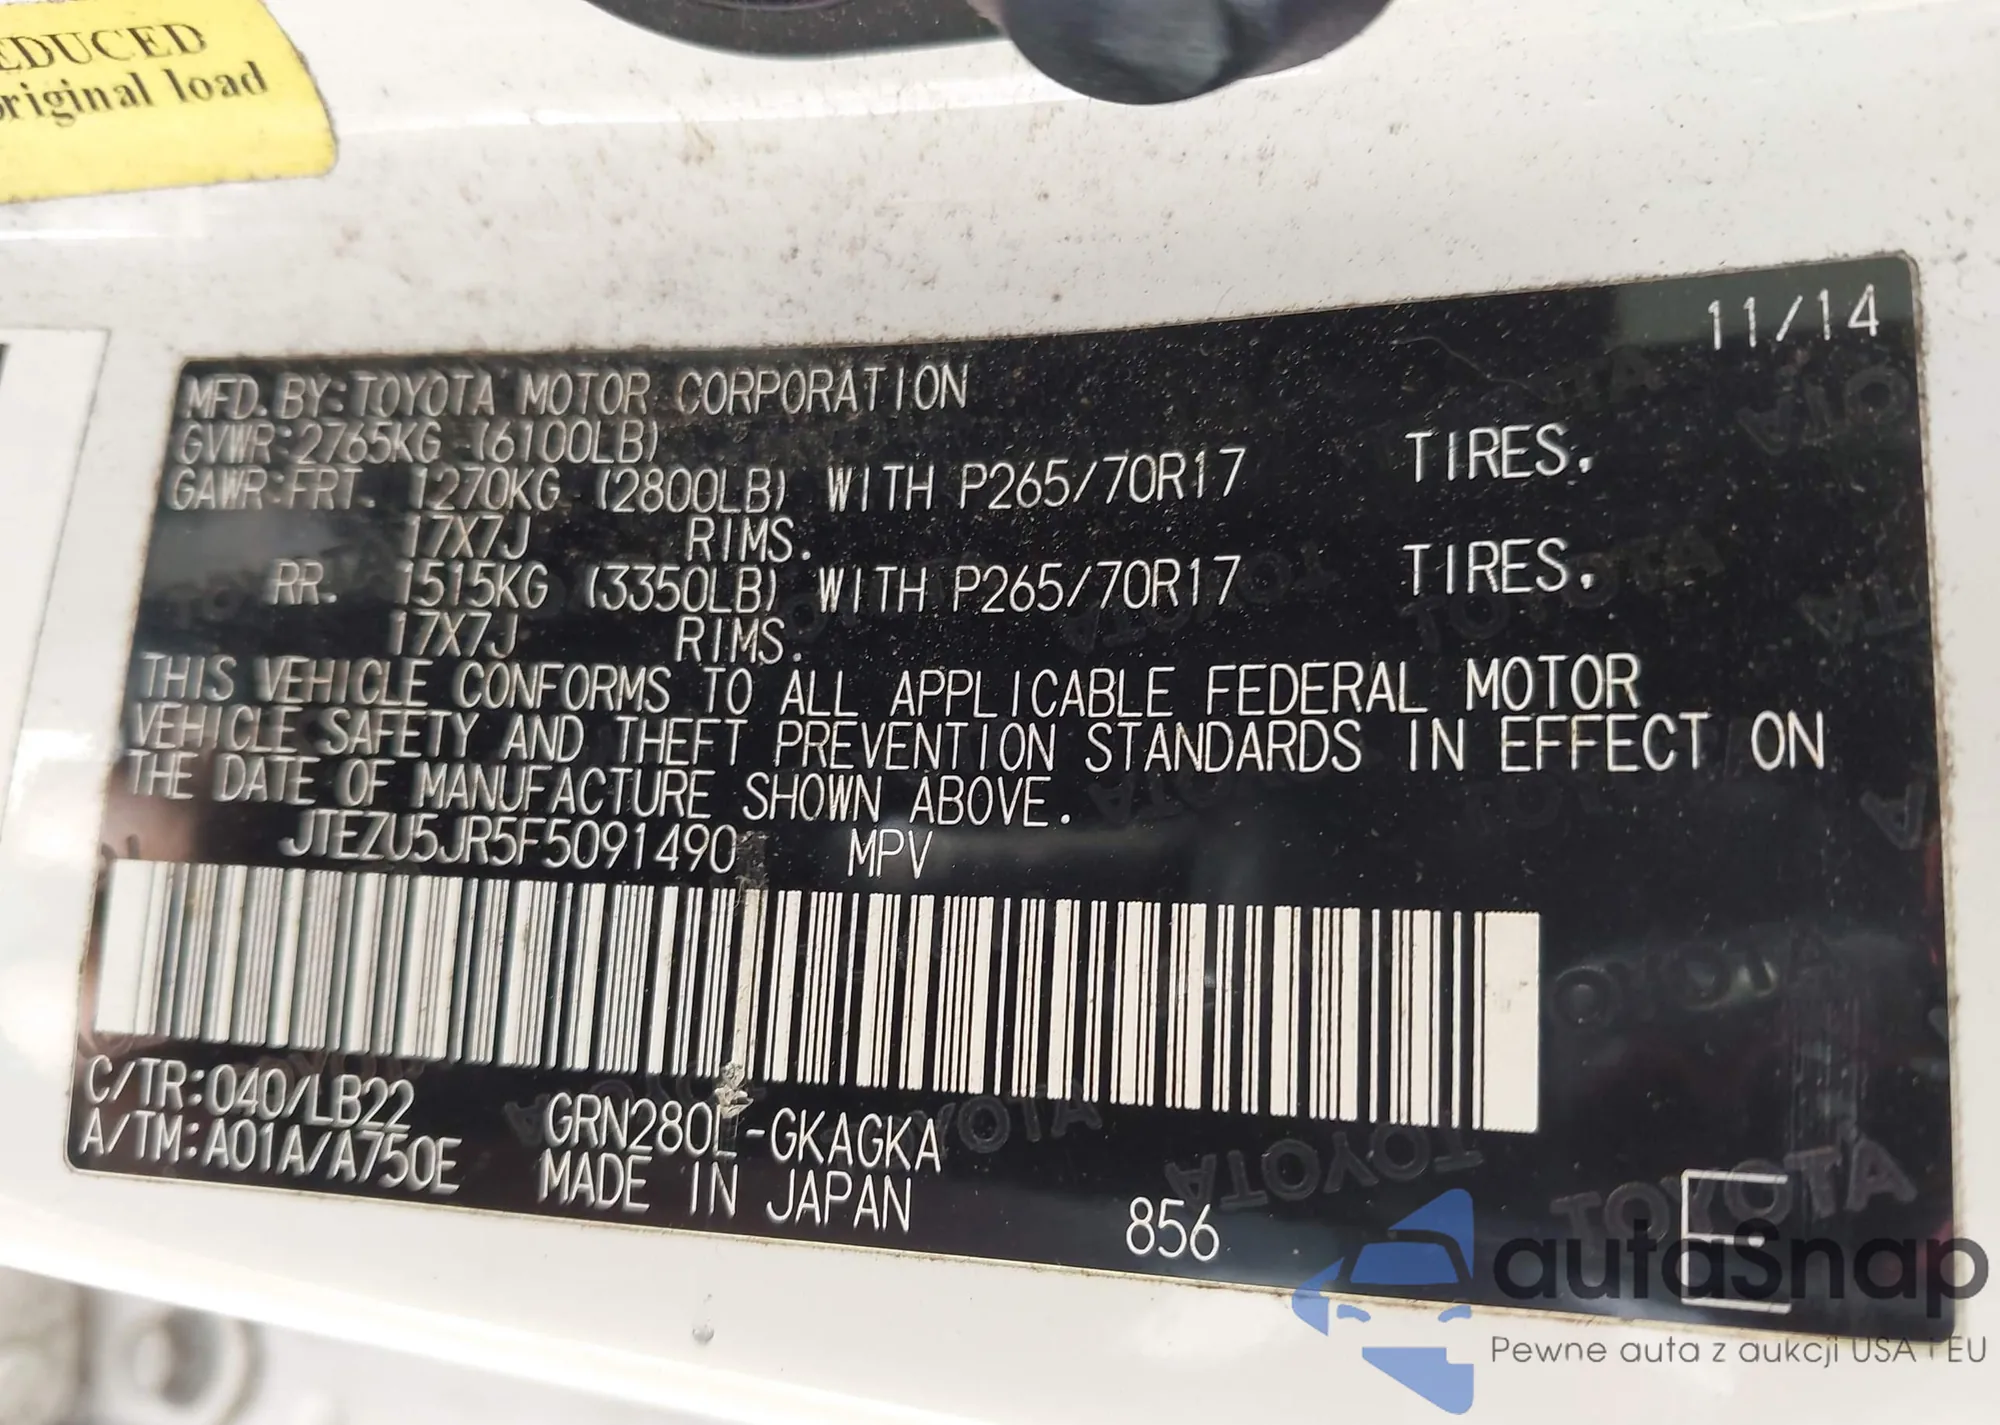 EDUCED
original load
11/14
MFD. BY: TOYOTA MOTOR CORPORATION
GVWR: 2765KG (6100LB)
GAWR: FRT. 1270KG (2800LB) WITH P265/70R17 TIRES.
17X7J RIMS.
RR. 1515KG (3350LB) WITH P265/70R17 TIRES.
17X7J RIMS.
THIS VEHICLE CONFORMS TO ALL APPLICABLE FEDERAL MOTOR
VEHICLE SAFETY AND THEFT PREVENTION STANDARDS IN EFFECT ON
THE DATE OF MANUFACTURE SHOWN ABOVE.
JTEZU5JR5F5091490 MPV
C/TR: 040/LB22
A/TM: A01A/A750E
GRN280L-GKAGKA
MADE IN JAPAN
856
autaSnap
Pewne auta z aukcji USA i EU